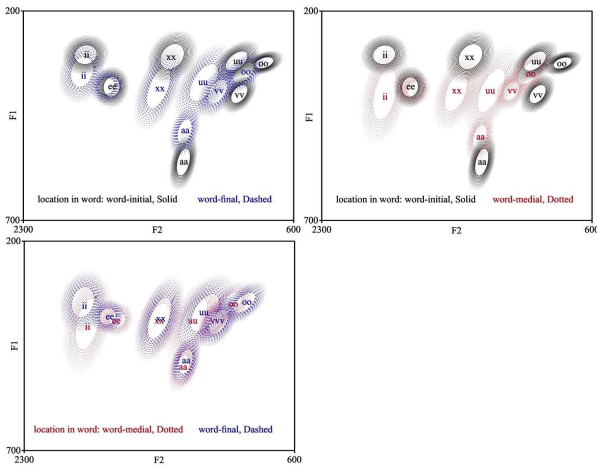 200
F1
ii
ii
ee
xx
xx
uu
uu
oo
oo
vv
vv
aa
aa
location in word: word-initial, Solid word-final, Dashed
700
2300 F2 600
200
F1
ii
ii
ee
xx
xx
uu
uu
oo
oo
vv
vv
aa
aa
location in word: word-initial, Solid word-medial, Dotted
700
2300 F2 600
200
F1
ii
ii
ee
ee
xx
xx
uu
uu
oo
oo
vvv
aa
aa
location in word: word-medial, Dotted word-final, Dashed
700
2300 F2 600